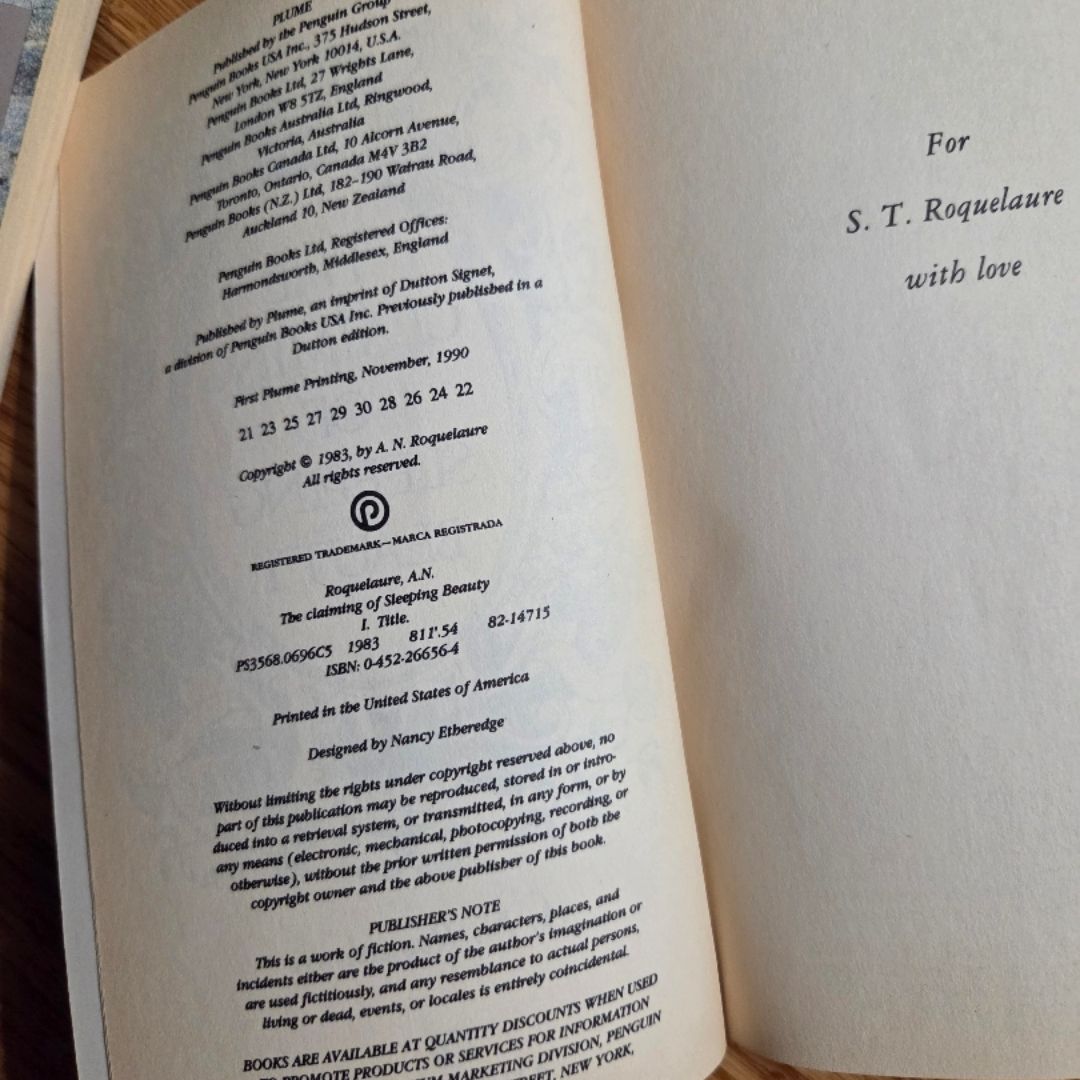 PLUME
Published by the Penguin Group
Penguin Books USA Inc., 375 Hudson Street,
New York, New York 10014, U.S.A.
Penguin Books Ltd, 27 Wrights Lane,
London W8 5TZ, England
Penguin Books Australia Ltd, Ringwood,
Victoria, Australia
Penguin Books Canada Ltd, 10 Alcorn Avenue,
Toronto, Ontario, Canada M4V 3B2
Penguin Books (N.Z.) Ltd, 182–190 Wairau Road,
Auckland 10, New Zealand
Penguin Books Ltd, Registered Offices:
Harmondsworth, Middlesex, England
Published by Plume, an imprint of Dutton Signet,
a division of Penguin Books USA Inc. Previously published in a
Dutton edition.
First Plume Printing, November, 1990
21 23 25 27 29 30 28 26 24 22
Copyright © 1983, by A. N. Roquelaure
All rights reserved.
REGISTERED TRADEMARK—MARCA REGISTRADA
Roquelaure, A.N.
The claiming of Sleeping Beauty
I. Title.
PS3568.0696C5 1983 811'.54 82-14715
ISBN: 0-452-26656-4
Printed in the United States of America
Designed by Nancy Etheredge
Without limiting the rights under copyright reserved above, no
part of this publication may be reproduced, stored in or intro-
duced into a retrieval system, or transmitted, in any form, or by
any means (electronic, mechanical, photocopying, recording, or
otherwise), without the prior written permission of both the
copyright owner and the above publisher of this book.
PUBLISHER'S NOTE
This is a work of fiction. Names, characters, places, and
incidents either are the product of the author's imagination or
are used fictitiously, and any resemblance to actual persons,
living or dead, events, or locales is entirely coincidental.
BOOKS ARE AVAILABLE AT QUANTITY DISCOUNTS WHEN USED
TO PROMOTE PRODUCTS OR SERVICES FOR INFORMATION
MARKETING DIVISION, PENGUIN
STREET, NEW YORK,
For
S. T. Roquelaure
with love